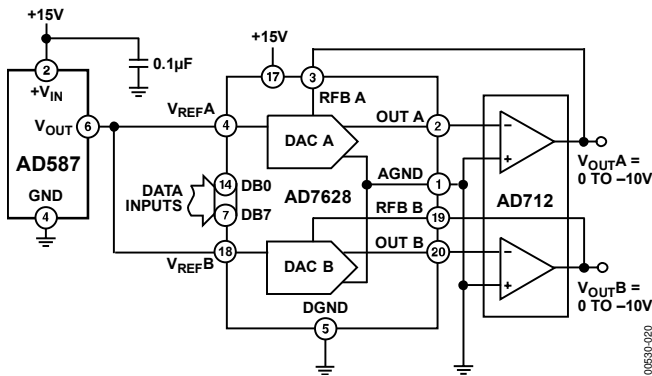 +15V
0.1µF
2
+VIN
VOUT
6
AD587
GND
4
+15V
17
3
RFB A
VREFA
4
DAC A
OUT A
2
DATA
INPUTS
14
DB0
7
DB7
AD7628
AGND
1
RFB B
19
18
VREFB
DAC B
OUT B
20
DGND
5
AD712
–
+
VOUTA =
0 TO –10V
–
+
VOUTB =
0 TO –10V
00530-020